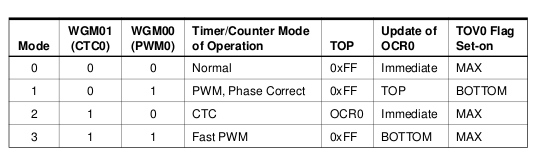 Mode WGM01 (CTC0) WGM00 (PWM0) Timer/Counter Mode of Operation TOP Update of OCR0 TOV0 Flag Set-on
0 0 0 Normal 0xFF Immediate MAX
1 0 1 PWM, Phase Correct 0xFF TOP BOTTOM
2 1 0 CTC OCR0 Immediate MAX
3 1 1 Fast PWM 0xFF BOTTOM MAX